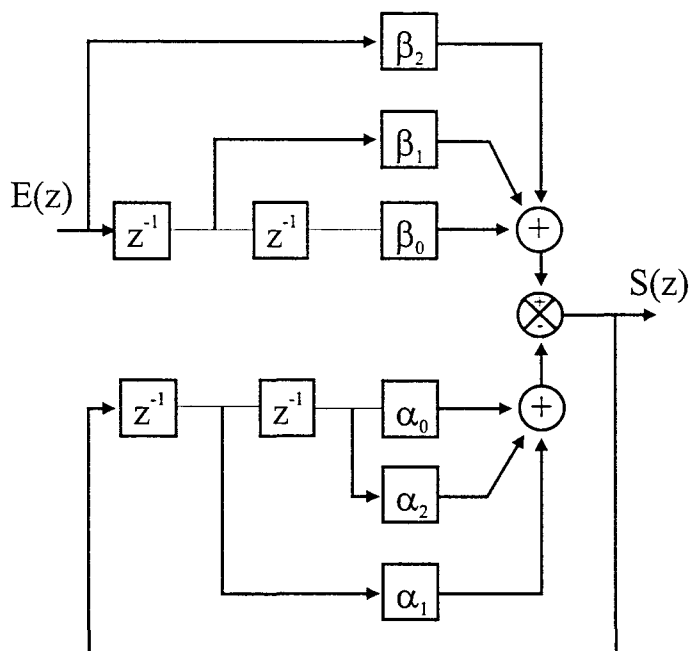 β₂
β₁
E(z)
z⁻¹ z⁻¹ β₀ +
+
-
S(z)
z⁻¹ z⁻¹ α₀ +
α₂
α₁